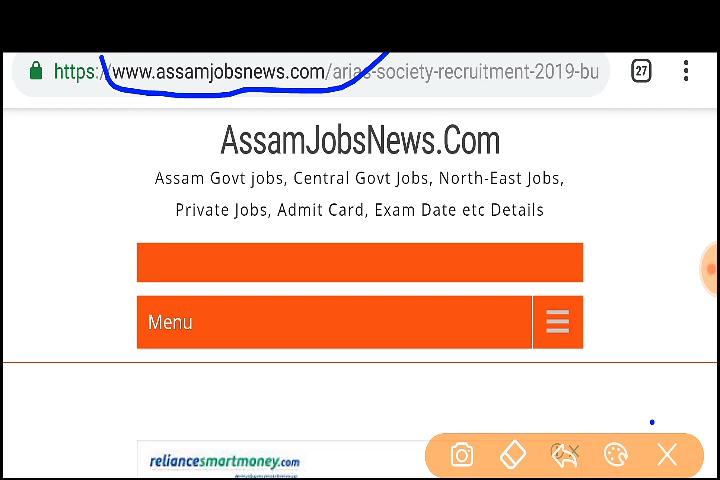 https://www.assamjobsnews.com/arias-society-recruitment-2019-bu
27
AssamJobsNews.Com
Assam Govt jobs, Central Govt Jobs, North-East Jobs,
Private Jobs, Admit Card, Exam Date etc Details
Menu
reliancesmartmoney.com